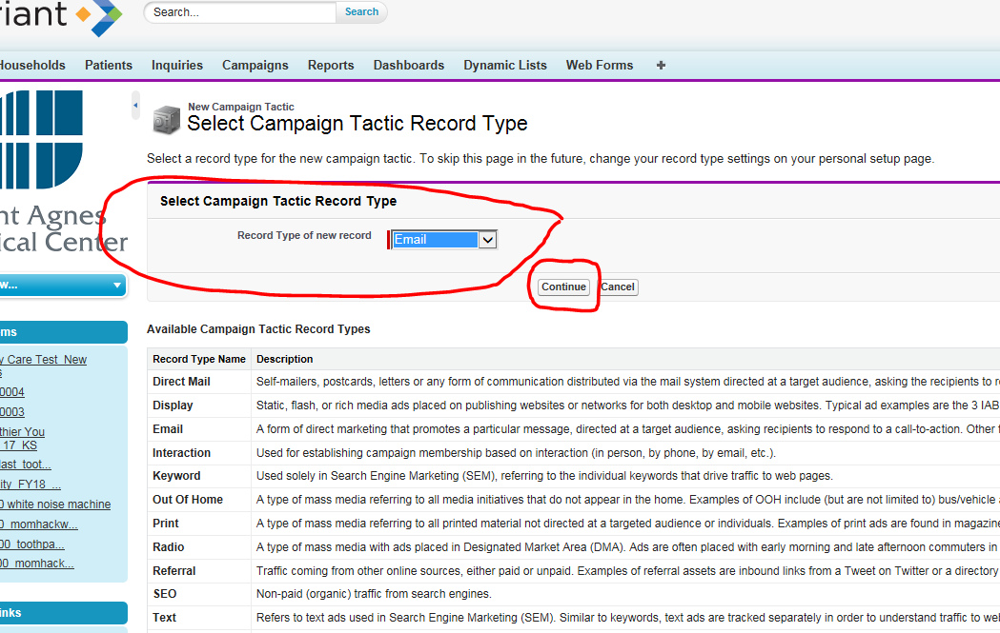 riant
Search...
Search
Households Patients Inquiries Campaigns Reports Dashboards Dynamic Lists Web Forms +
New Campaign Tactic
Select Campaign Tactic Record Type
Select a record type for the new campaign tactic. To skip this page in the future, change your record type settings on your personal setup page.
nt Agnes
ical Center
w...
Select Campaign Tactic Record Type
Record Type of new record Email
Continue Cancel
ms
y Care Test_New
s
0004
0003
thier You
_17_KS
last_toot...
ity_FY18_...
0 white noise machine
0_momhackw...
00_toothpa...
00_momhack...
inks
Available Campaign Tactic Record Types
Record Type Name Description
Direct Mail Self-mailers, postcards, letters or any form of communication distributed via the mail system directed at a target audience, asking the recipients to r
Display Static, flash, or rich media ads placed on publishing websites or networks for both desktop and mobile websites. Typical ad examples are the 3 IAB
Email A form of direct marketing that promotes a particular message, directed at a target audience, asking recipients to respond to a call-to-action. Other
Interaction Used for establishing campaign membership based on interaction (in person, by phone, by email, etc.).
Keyword Used solely in Search Engine Marketing (SEM), referring to the individual keywords that drive traffic to web pages.
Out Of Home A type of mass media referring to all media initiatives that do not appear in the home. Examples of OOH include (but are not limited to) bus/vehicle
Print A type of mass media referring to all printed material not directed at a targeted audience or individuals. Examples of print ads are found in magazine
Radio A type of mass media with ads placed in Designated Market Area (DMA). Ads are often placed with early morning and late afternoon commuters in
Referral Traffic coming from other online sources, either paid or unpaid. Examples of referral assets are inbound links from a Tweet on Twitter or a directory
SEO Non-paid (organic) traffic from search engines.
Text Refers to text ads used in Search Engine Marketing (SEM). Similar to keywords, text ads are tracked separately in order to understand traffic to wel